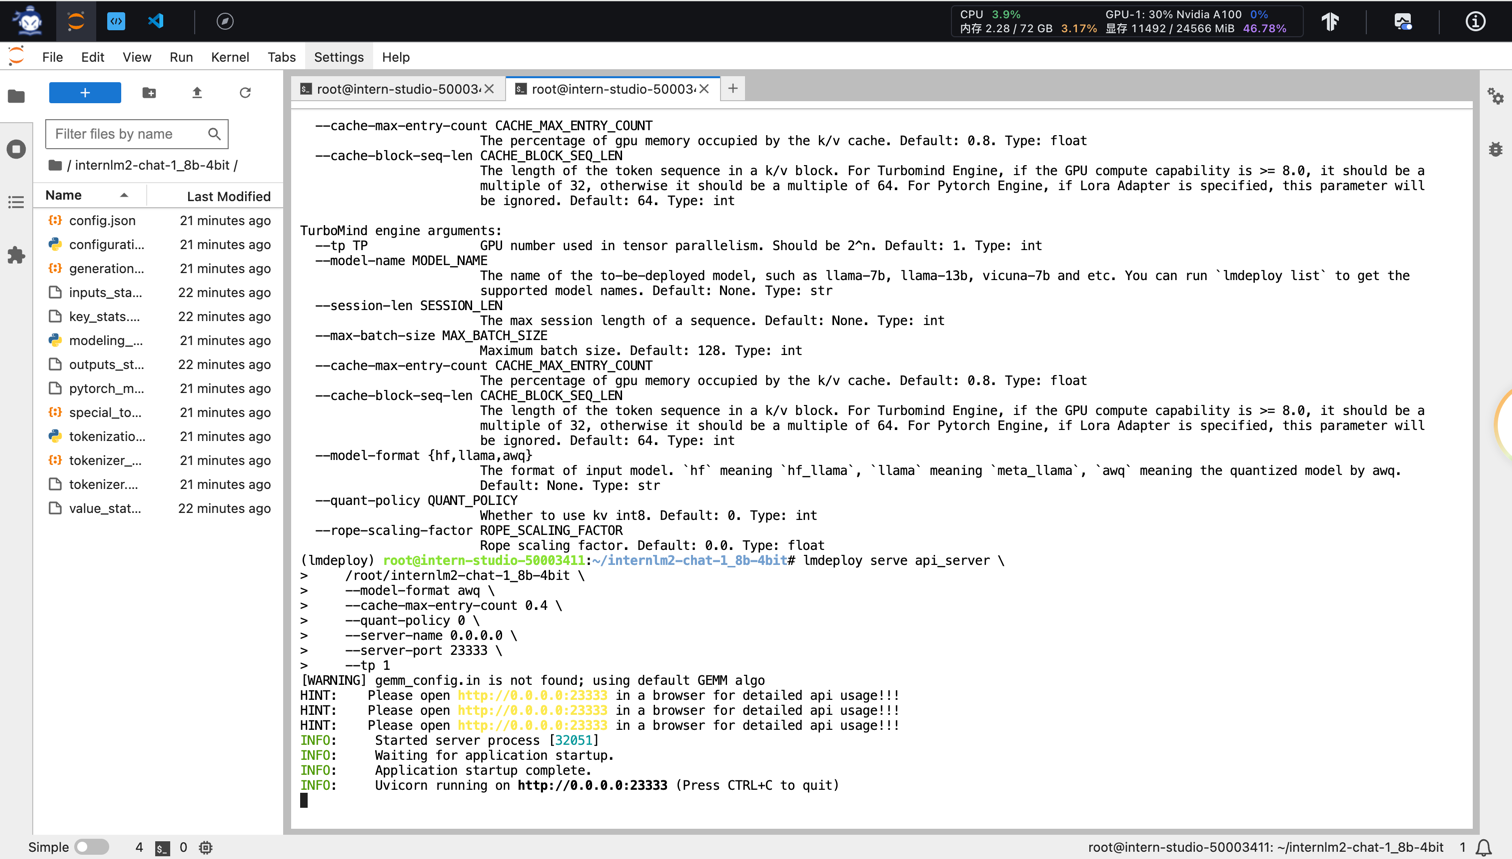 CPU 3.9% GPU-1: 30% Nvidia A100 0%
内存 2.28 / 72 GB 3.17% 显存 11492 / 24566 MiB 46.78%
File Edit View Run Kernel Tabs Settings Help
root@intern-studio-50003 root@intern-studio-50003
Filter files by name
/ internlm2-chat-1_8b-4bit /
Name Last Modified
config.json 21 minutes ago
configurati... 21 minutes ago
generation... 21 minutes ago
inputs_sta... 22 minutes ago
key_stats.... 22 minutes ago
modeling_... 21 minutes ago
outputs_st... 22 minutes ago
pytorch_m... 21 minutes ago
special_to... 21 minutes ago
tokenizatio... 21 minutes ago
tokenizer_... 21 minutes ago
tokenizer.... 21 minutes ago
value_stat... 22 minutes ago
--cache-max-entry-count CACHE_MAX_ENTRY_COUNT
The percentage of gpu memory occupied by the k/v cache. Default: 0.8. Type: float
--cache-block-seq-len CACHE_BLOCK_SEQ_LEN
The length of the token sequence in a k/v block. For Turbomind Engine, if the GPU compute capability is >= 8.0, it should be a
multiple of 32, otherwise it should be a multiple of 64. For Pytorch Engine, if Lora Adapter is specified, this parameter will
be ignored. Default: 64. Type: int
TurboMind engine arguments:
--tp TP GPU number used in tensor parallelism. Should be 2^n. Default: 1. Type: int
--model-name MODEL_NAME
The name of the to-be-deployed model, such as llama-7b, llama-13b, vicuna-7b and etc. You can run `lmdeploy list` to get the
supported model names. Default: None. Type: str
--session-len SESSION_LEN
The max session length of a sequence. Default: None. Type: int
--max-batch-size MAX_BATCH_SIZE
Maximum batch size. Default: 128. Type: int
--cache-max-entry-count CACHE_MAX_ENTRY_COUNT
The percentage of gpu memory occupied by the k/v cache. Default: 0.8. Type: float
--cache-block-seq-len CACHE_BLOCK_SEQ_LEN
The length of the token sequence in a k/v block. For Turbomind Engine, if the GPU compute capability is >= 8.0, it should be a
multiple of 32, otherwise it should be a multiple of 64. For Pytorch Engine, if Lora Adapter is specified, this parameter will
be ignored. Default: 64. Type: int
--model-format {hf,llama,awq}
The format of input model. `hf` meaning `hf_llama`, `llama` meaning `meta_llama`, `awq` meaning the quantized model by awq.
Default: None. Type: str
--quant-policy QUANT_POLICY
Whether to use kv int8. Default: 0. Type: int
--rope-scaling-factor ROPE_SCALING_FACTOR
Rope scaling factor. Default: 0.0. Type: float
(lmdeploy) root@intern-studio-50003411:~/internlm2-chat-1_8b-4bit# lmdeploy serve api_server \
> /root/internlm2-chat-1_8b-4bit \
> --model-format awq \
> --cache-max-entry-count 0.4 \
> --quant-policy 0 \
> --server-name 0.0.0.0 \
> --server-port 23333 \
> --tp 1
[WARNING] gemm_config.in is not found; using default GEMM algo
HINT: Please open http://0.0.0.0:23333 in a browser for detailed api usage!!!
HINT: Please open http://0.0.0.0:23333 in a browser for detailed api usage!!!
HINT: Please open http://0.0.0.0:23333 in a browser for detailed api usage!!!
INFO: Started server process [32051]
INFO: Waiting for application startup.
INFO: Application startup complete.
INFO: Uvicorn running on http://0.0.0.0:23333 (Press CTRL+C to quit)
Simple 4 0 root@intern-studio-50003411: ~/internlm2-chat-1_8b-4bit 1